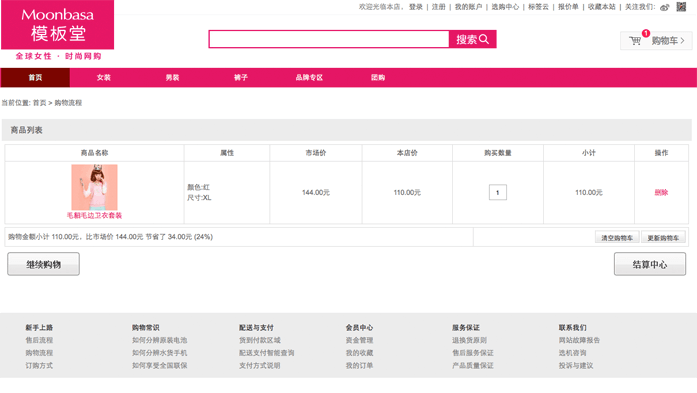 Moonbasa
模板堂
全球女性 · 时尚网购
欢迎光临本店， 登录 | 注册 | 我的账户 | 选购中心 | 标签云 | 报价单 | 收藏本站 | 关注我们：
搜索
1
购物车 >
首页 女装 男装 裤子 品牌专区 团购
当前位置: 首页 > 购物流程
商品列表
商品名称 属性 市场价 本店价 购买数量 小计 操作
毛毛毛边卫衣套装
颜色:红
尺寸:XL
144.00元 110.00元 1 110.00元 删除
购物金额小计 110.00元，比市场价 144.00元 节省了 34.00元 (24%)
清空购物车 更新购物车
继续购物 结算中心
新手上路 购物常识 配送与支付 会员中心 服务保证 联系我们
售后流程 如何分辨原装电池 货到付款区域 资金管理 退换货原则 网站故障报告
购物流程 如何分辨水货手机 配送支付智能查询 我的收藏 售后服务保证 选机咨询
订购方式 如何享受全国联保 支付方式说明 我的订单 产品质量保证 投诉与建议